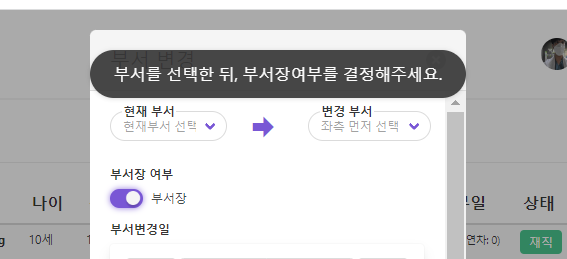 부서 변경
부서를 선택한 뒤, 부서장여부를 결정해주세요.
현재 부서
현재부서 선택
변경 부서
좌측 먼저 선택
부서장 여부
부서장
부서변경일
나이
상태
10세
연차: 0)
재직